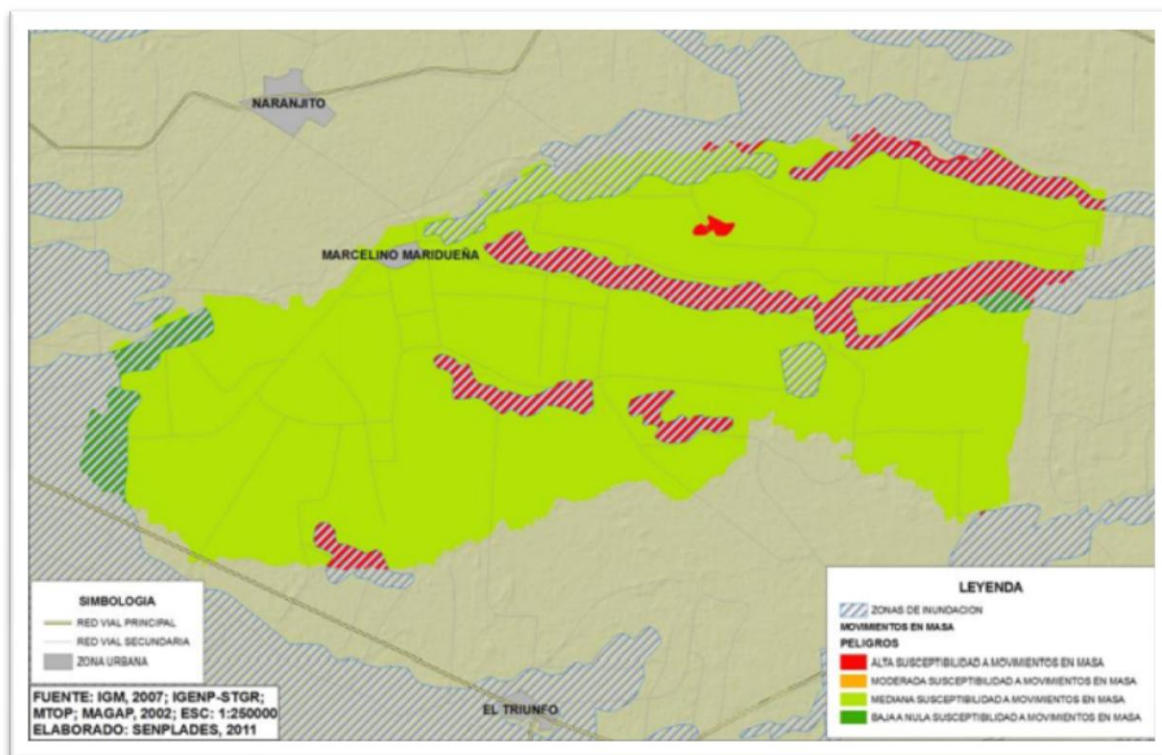 NARANJITO
MARCELINO MARIDUEÑA
EL TRIUNFO
SIMBOLOGIA
RED VIAL PRINCIPAL
RED VIAL SECUNDARIA
ZONA URBANA
FUENTE: IGM, 2007; IGENP-STGR;
MTOP; MAGAP, 2002; ESC: 1:250000
ELABORADO: SENPLADES, 2011
LEYENDA
ZONAS DE INUNDACION
MOVIMIENTOS EN MASA
PELIGROS
ALTA SUSCEPTIBILIDAD A MOVIMIENTOS EN MASA
MODERADA SUSCEPTIBILIDAD A MOVIMIENTOS EN MASA
MEDIANA SUSCEPTIBILIDAD A MOVIMIENTOS EN MASA
BAJA A NULA SUSCEPTIBILIDAD A MOVIMIENTOS EN MASA